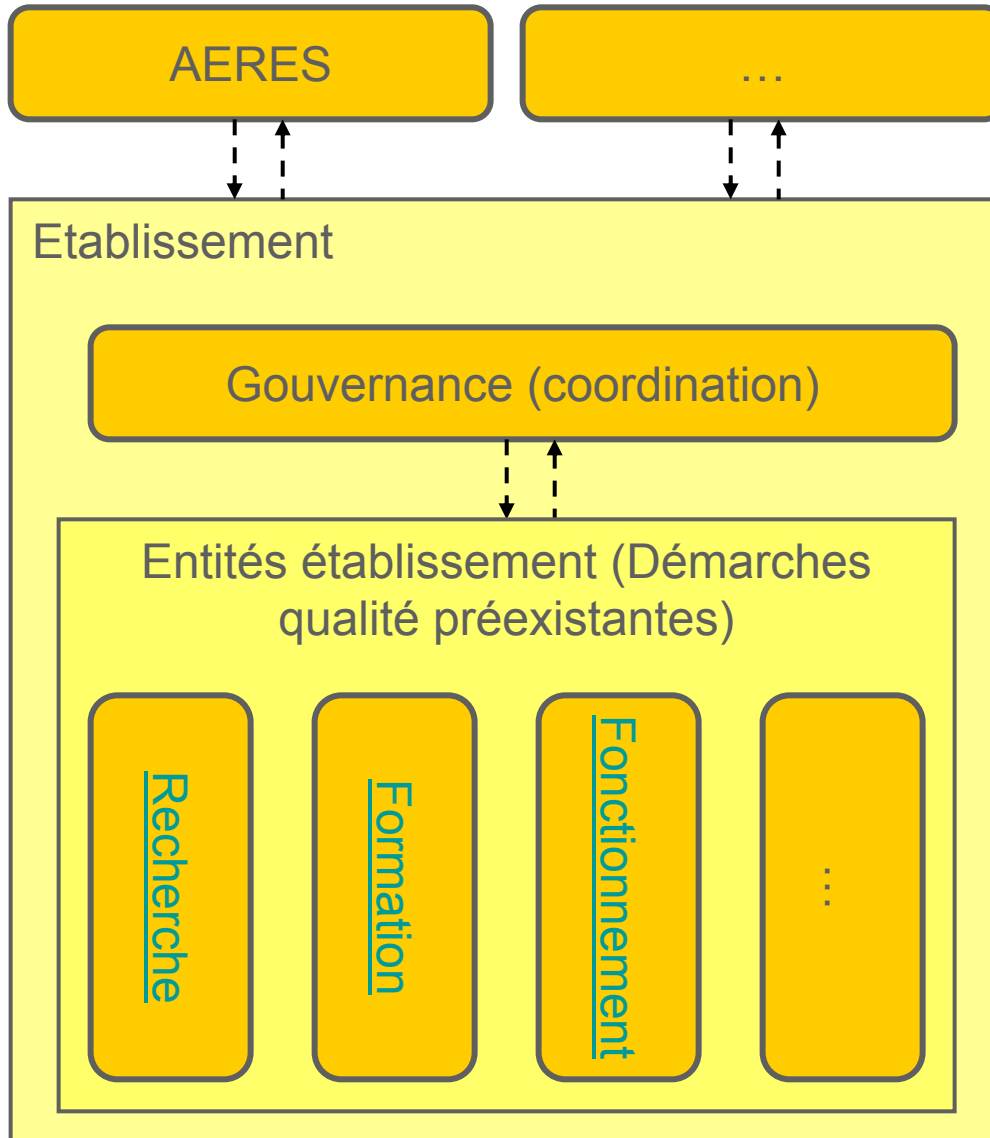 AERES
…
Etablissement
Gouvernance (coordination)
Entités établissement (Démarches
qualité préexistantes)
Recherche
Formation
Fonctionnement
…